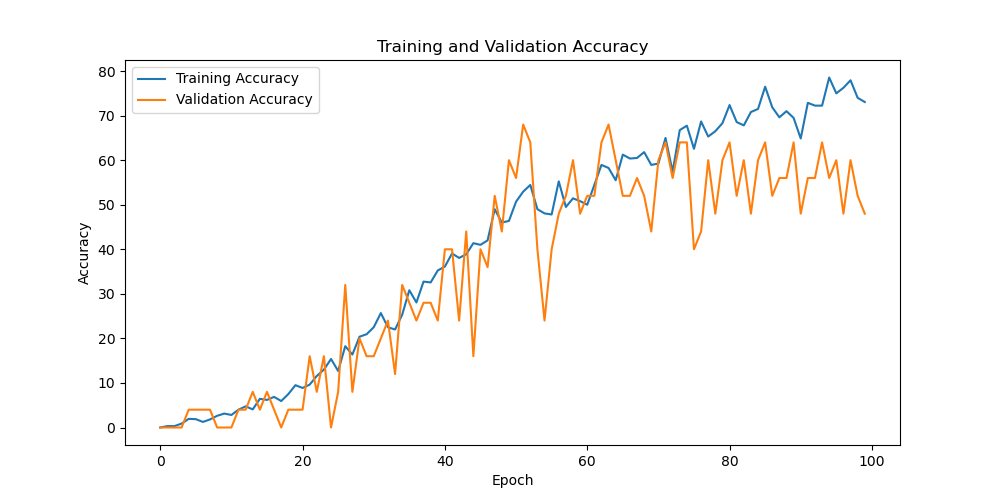 Training and Validation Accuracy
Training Accuracy
Validation Accuracy
Accuracy
80
70
60
50
40
30
20
10
0
0 20 40 60 80 100
Epoch